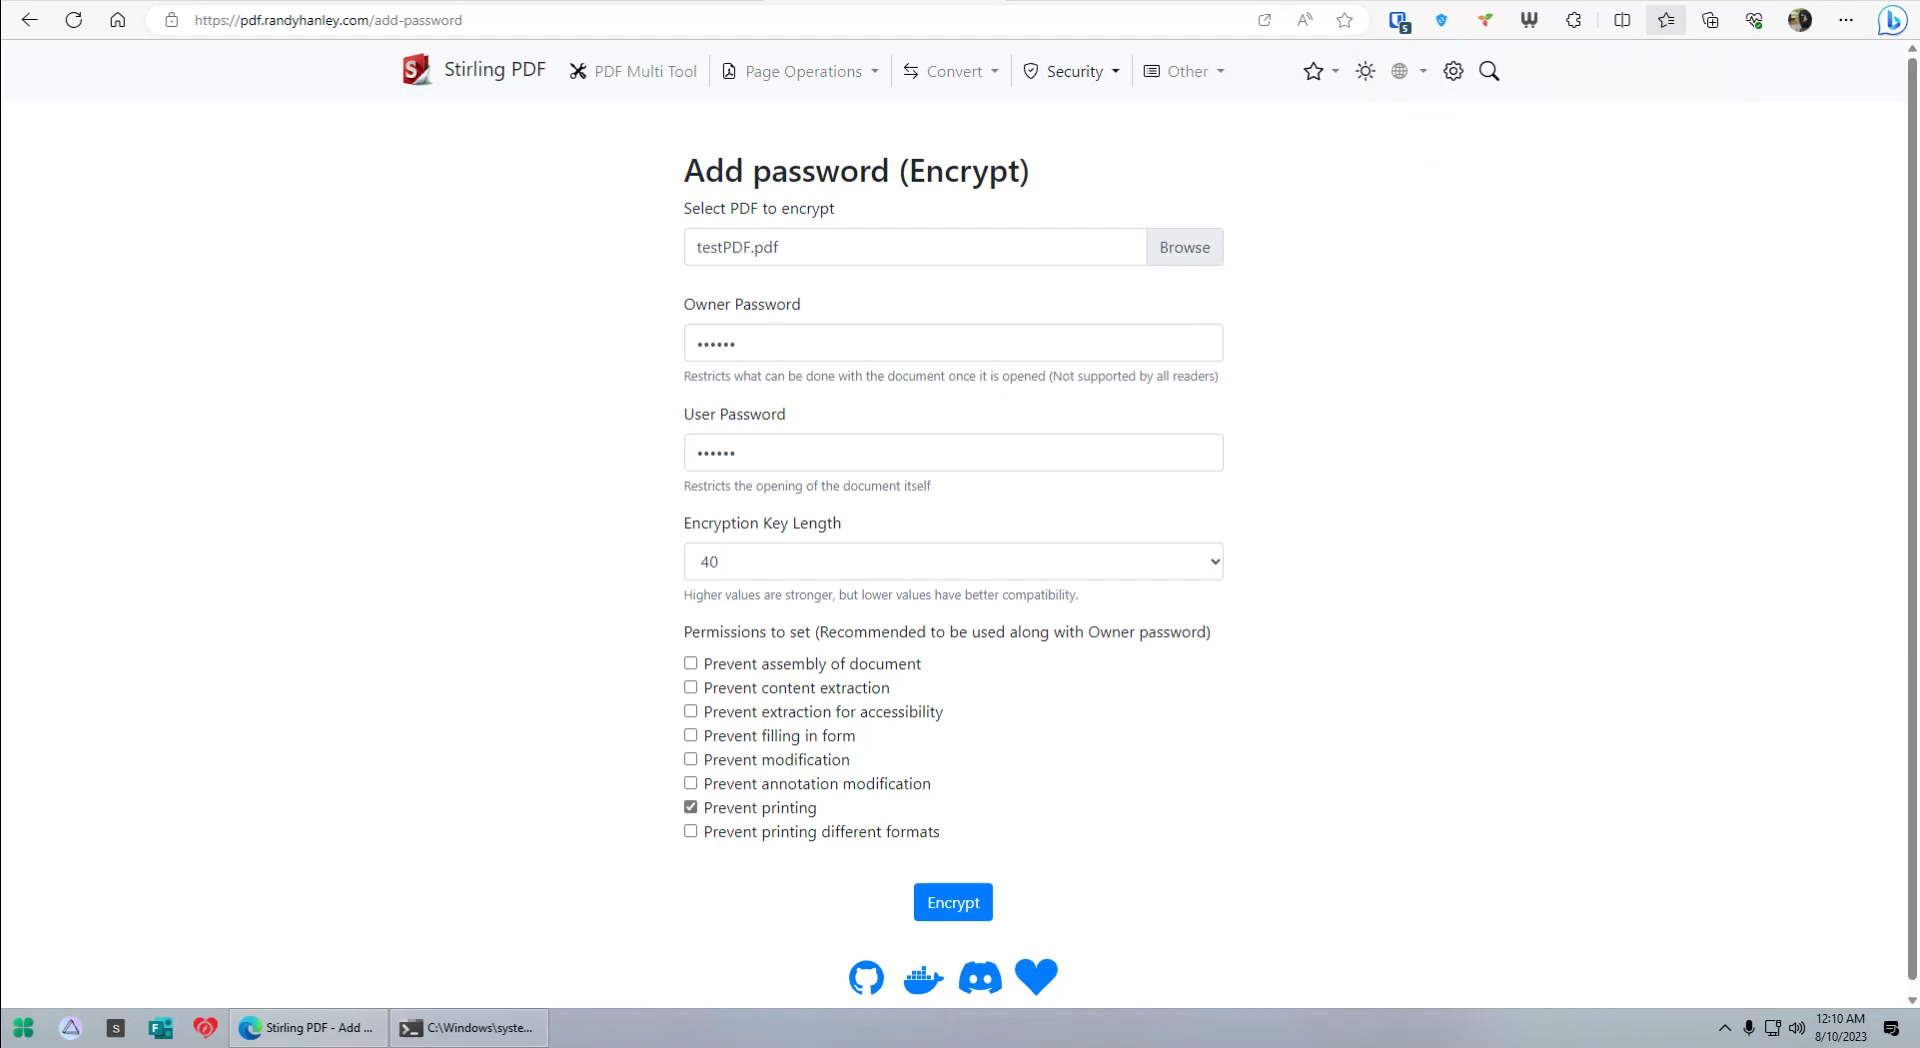 https://pdf.randyhanley.com/add-password
Stirling PDF
PDF Multi Tool
Page Operations
Convert
Security
Other
Add password (Encrypt)
Select PDF to encrypt
testPDF.pdf
Browse
Owner Password
••••••
Restricts what can be done with the document once it is opened (Not supported by all readers)
User Password
••••••
Restricts the opening of the document itself
Encryption Key Length
40
Higher values are stronger, but lower values have better compatibility.
Permissions to set (Recommended to be used along with Owner password)
Prevent assembly of document
Prevent content extraction
Prevent extraction for accessibility
Prevent filling in form
Prevent modification
Prevent annotation modification
Prevent printing
Prevent printing different formats
Encrypt
Stirling PDF - Add ...
C:\Windows\syste...
12:10 AM
8/10/2023